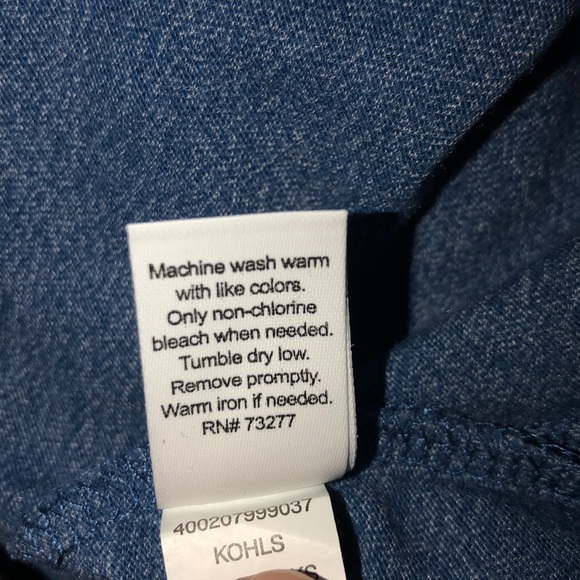 Machine wash warm
with like colors.
Only non-chlorine
bleach when needed.
Tumble dry low.
Remove promptly.
Warm iron if needed.
RN# 73277
400207999037
KOHLS